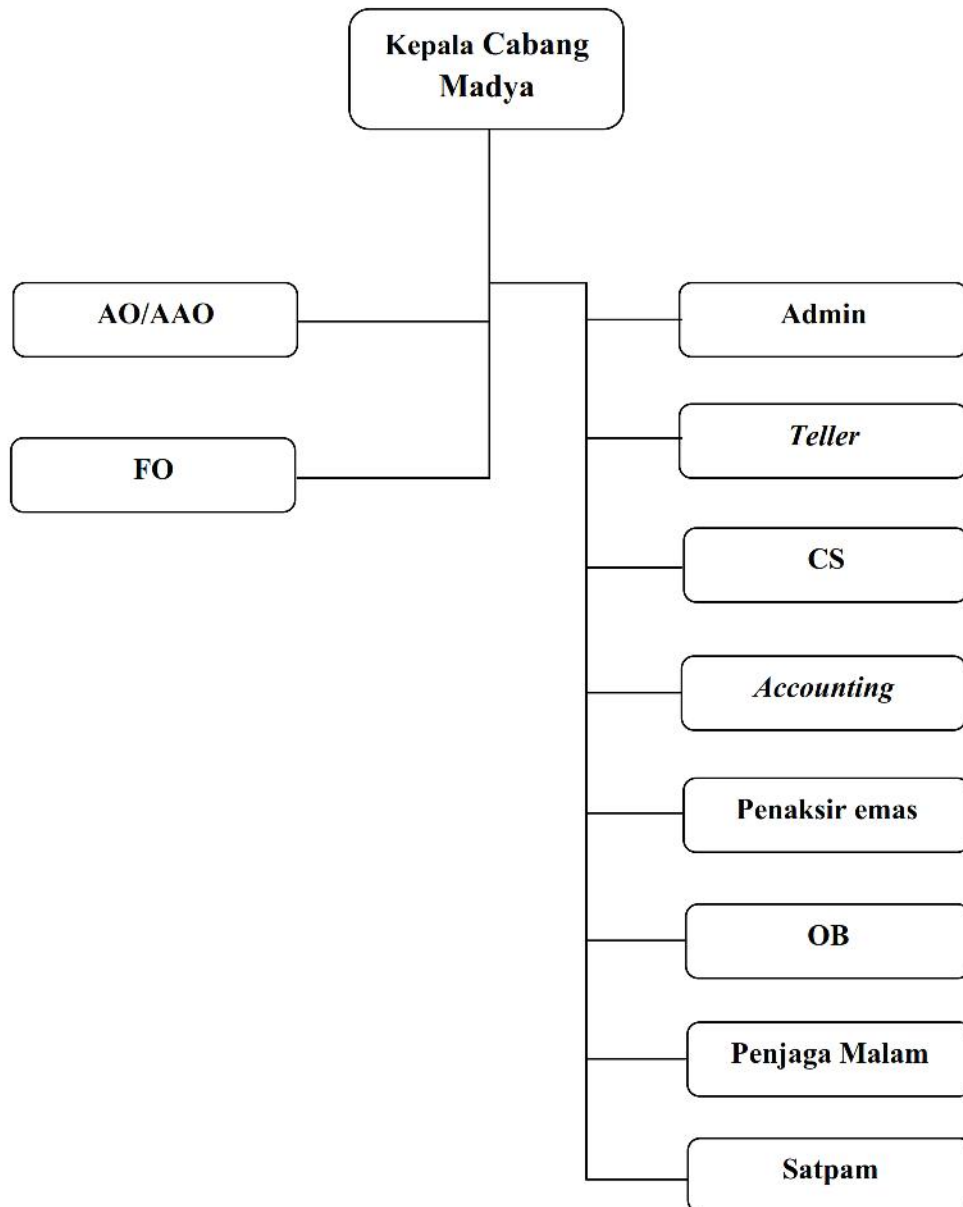 Kepala Cabang
Madya
AO/AAO
FO
Admin
Teller
CS
Accounting
Penaksir emas
OB
Penjaga Malam
Satpam